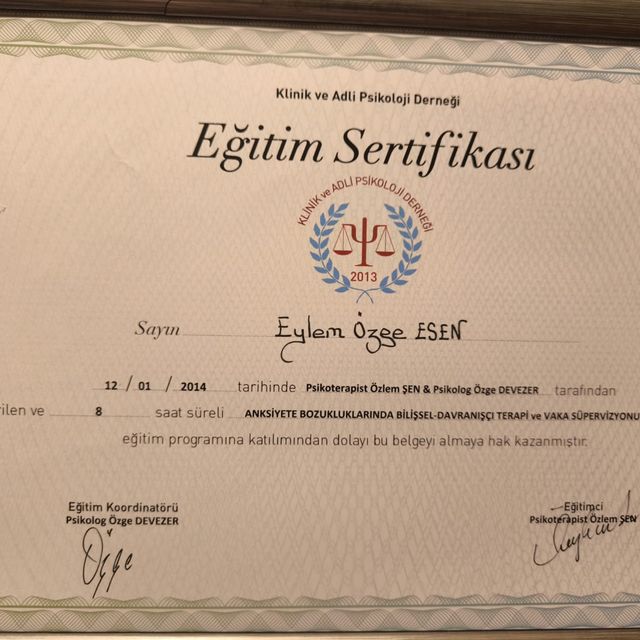 Klinik ve Adli Psikoloji Derneği
Eğitim Sertifikası
KLİNİK ve ADLİ PSİKOLOJİ DERNEĞİ
2013
Sayın Eylem Özge ESEN
12 / 01 / 2014 tarihinde Psikoterapist Özlem ŞEN & Psikolog Özge DEVEZER tarafından
ilen ve 8 saat süreli ANKSİYETE BOZUKLUKLARINDA BİLİŞSEL-DAVRANIŞÇI TERAPİ ve VAKA SÜPERVİZYONU
eğitim programına katılımından dolayı bu belgeyi almaya hak kazanmıştır.
Eğitim Koordinatörü
Psikolog Özge DEVEZER
Özge
Eğitimci
Psikoterapist Özlem ŞEN